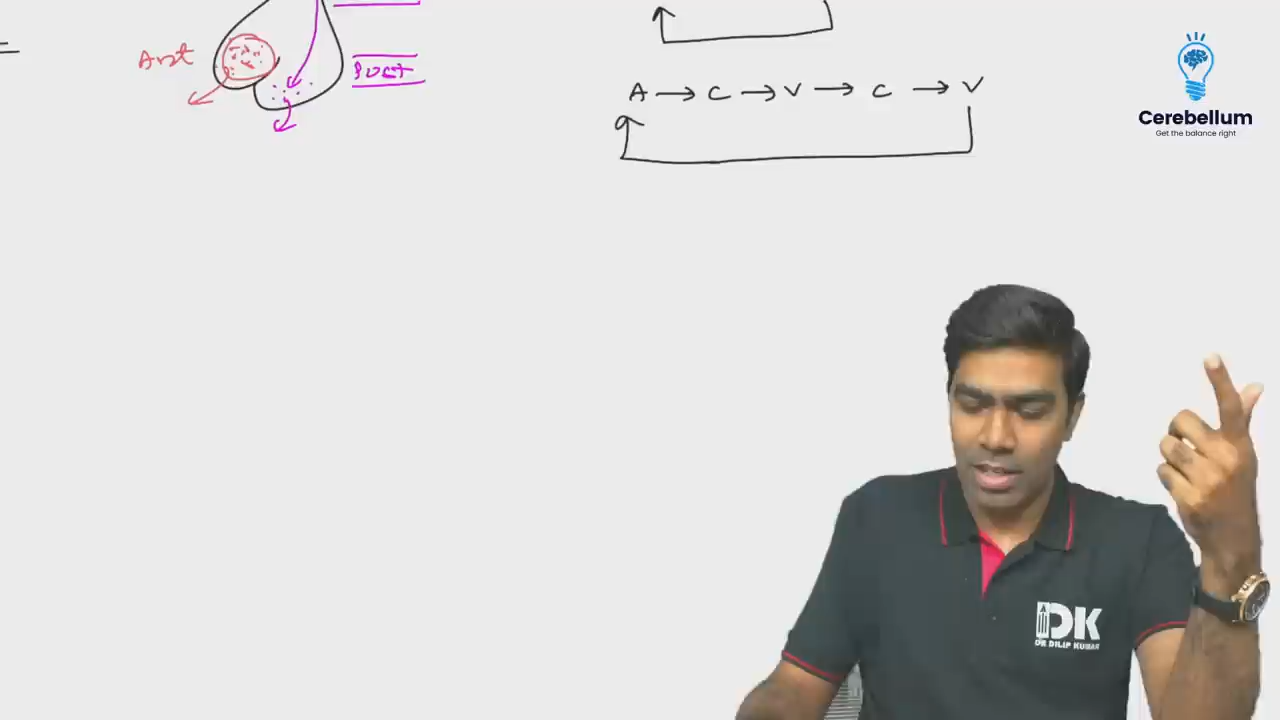 Ant
Post
A → C → V → C → V
Cerebellum
Get the balance right
DK
DR DILIP KUMAR